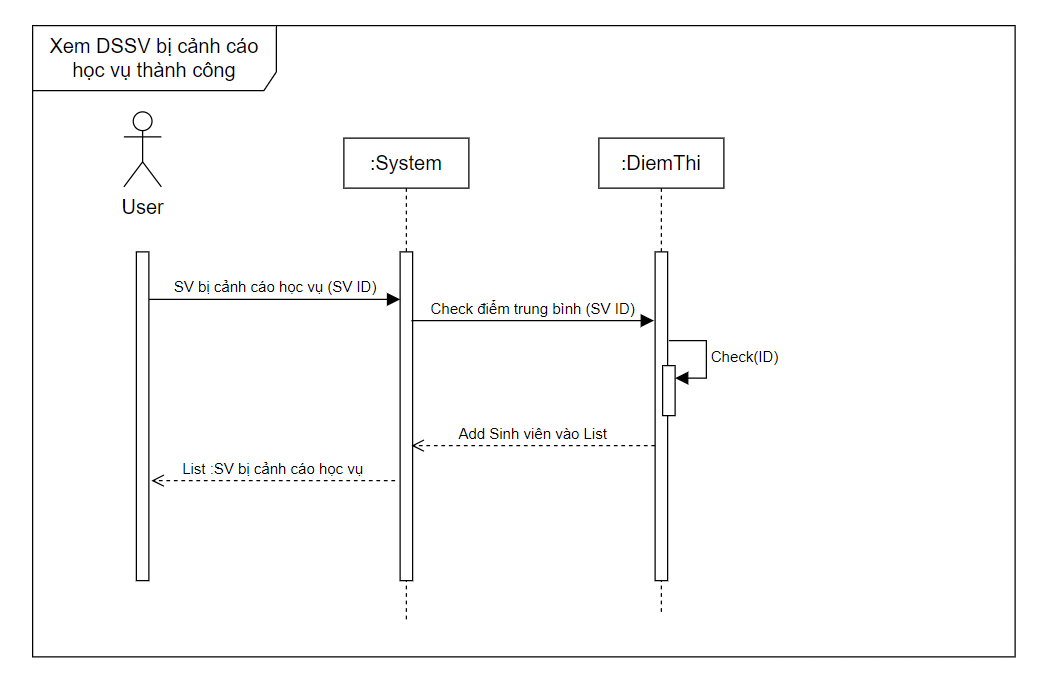 Xem DSSV bị cảnh cáo
học vụ thành công
User
:System
:DiemThi
SV bị cảnh cáo học vụ (SV ID)
Check điểm trung bình (SV ID)
Check(ID)
Add Sinh viên vào List
List :SV bị cảnh cáo học vụ